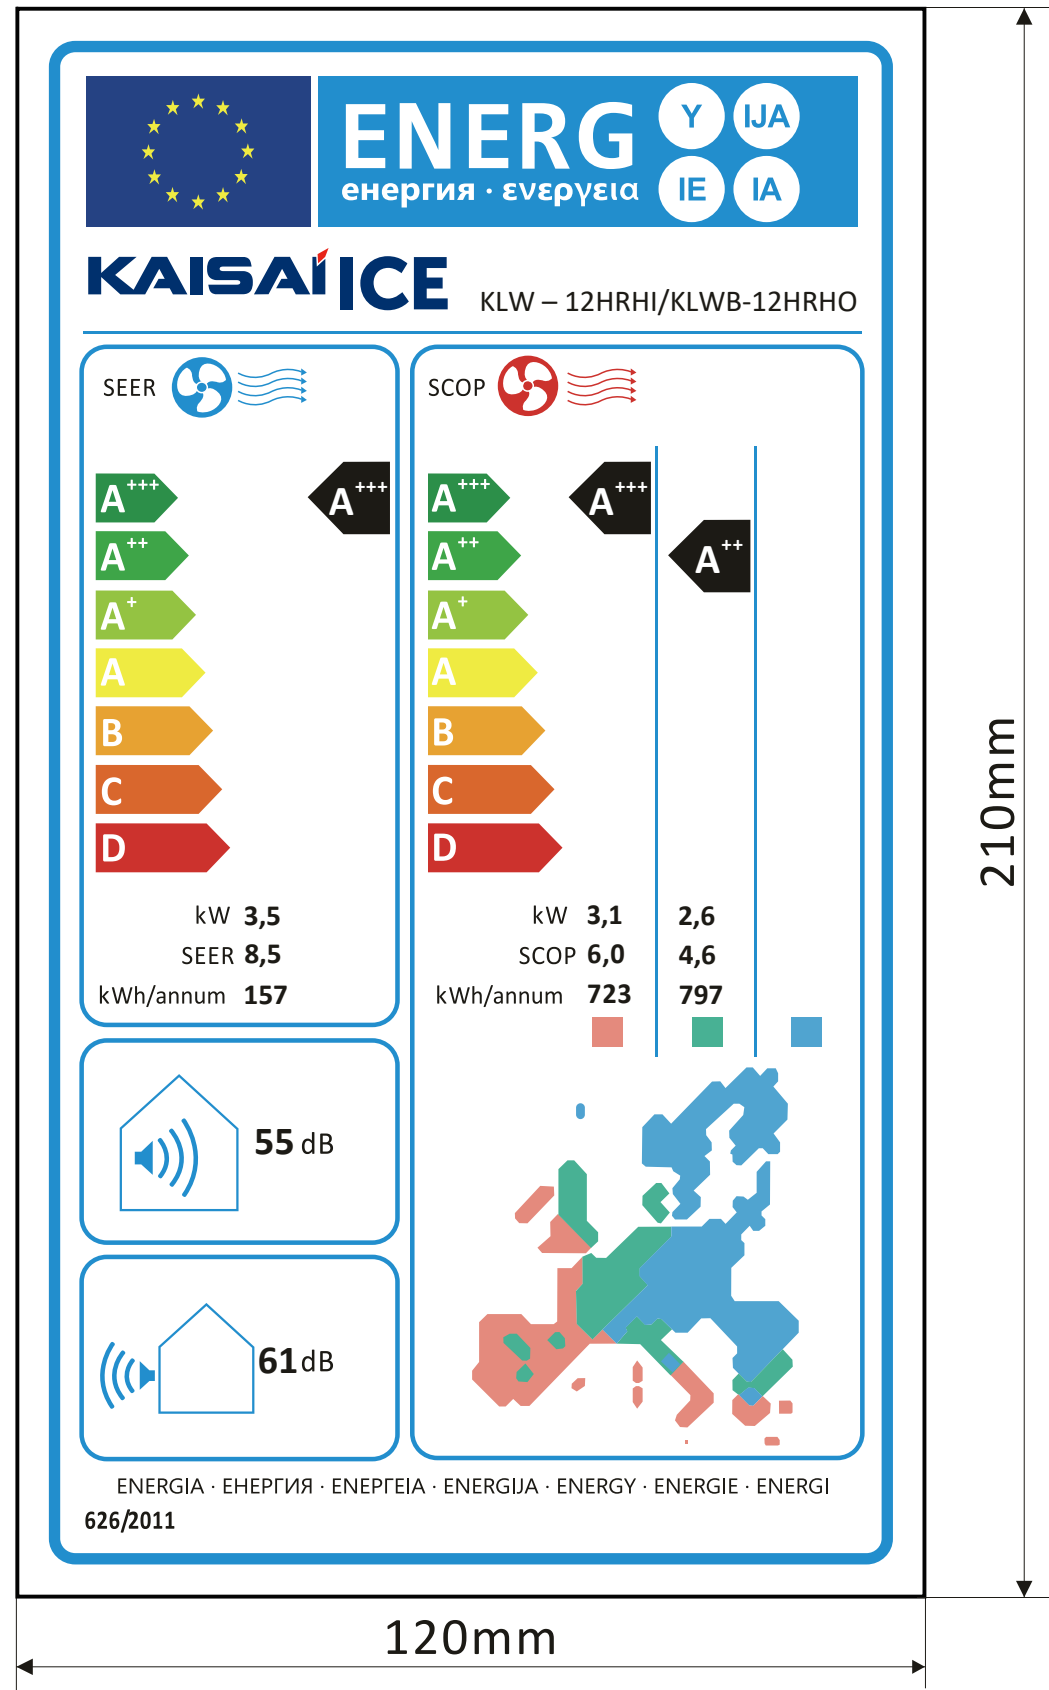 ENERG
енергия · ενεργεια
Y IJA
IE IA
KAISAI ICE
KLW – 12HRHI/KLWB-12HRHO
SEER
A+++
A++
A+
A
B
C
D
A+++
kW 3,5
SEER 8,5
kWh/annum 157
SCOP
A+++
A++
A+
A
B
C
D
A+++
A++
kW 3,1 2,6
SCOP 6,0 4,6
kWh/annum 723 797
55 dB
61 dB
ENERGIA · ЕНЕРГИЯ · ΕΝΕΡΓΕΙΑ · ENERGIJA · ENERGY · ENERGIE · ENERGI
626/2011
210mm
120mm